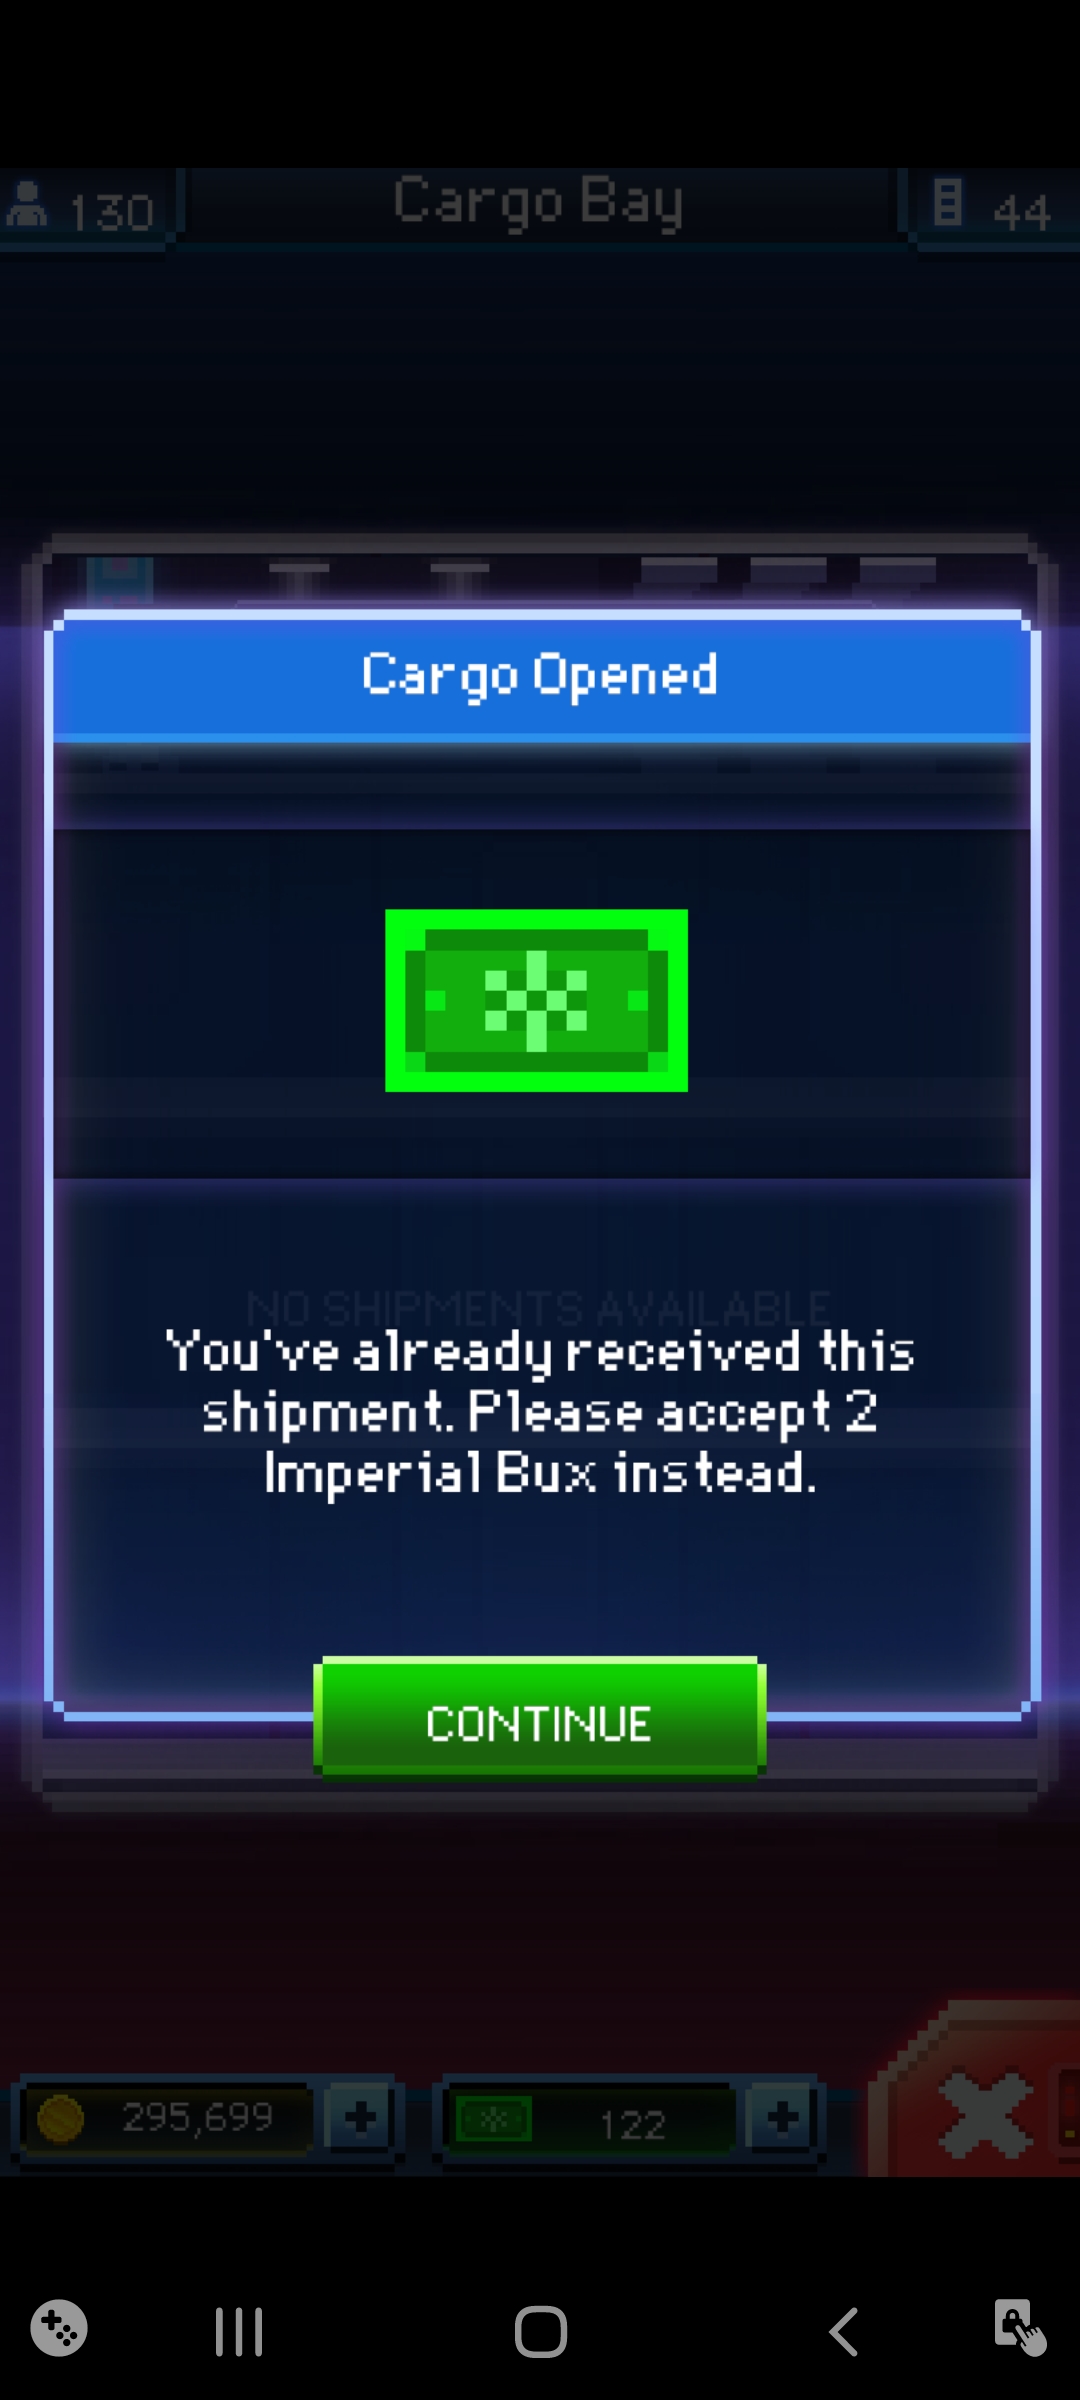 130
Cargo Bay
44
Cargo Opened
NO SHIPMENTS AVAILABLE
You've already received this
shipment. Please accept 2
Imperial Bux instead.
CONTINUE
295,699
122